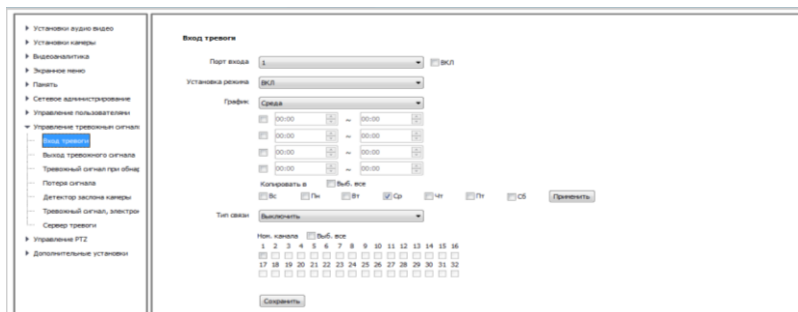 Установки аудио видео
Установки камеры
Видеоаналитика
Экранное меню
Память
Сетевое администрирование
Управление пользователями
Управление тревожным сигнал
Вход тревоги
Выход тревожного сигнала
Тревожный сигнал при обнар
Потеря сигнала
Детектор заслона камеры
Тревожный сигнал, электрон
Сервер тревоги
Управление PTZ
Дополнительные установки
Вход тревоги
Порт входа 1 ВКЛ
Установка режима ВКЛ
График Среда
00:00 ~ 00:00
00:00 ~ 00:00
00:00 ~ 00:00
00:00 ~ 00:00
Копировать в Выб. все
Вс Пн Вт Ср Чт Пт Сб Применить
Тип связи Выключить
Ном. канала Выб. все
1 2 3 4 5 6 7 8 9 10 11 12 13 14 15 16
17 18 19 20 21 22 23 24 25 26 27 28 29 30 31 32
Сохранить